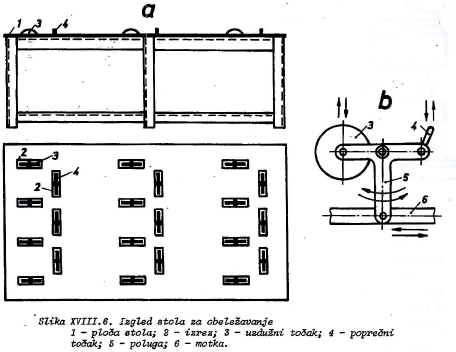 a
1
3
4
b
3
4
5
6
2
3
4
2
Slika XVIII.6. Izgled stola za obeležavanje
1 - ploča stola; 2 - izrez; 3 - uzdužni točak; 4 - poprečni
točak; 5 - poluga; 6 - motka.